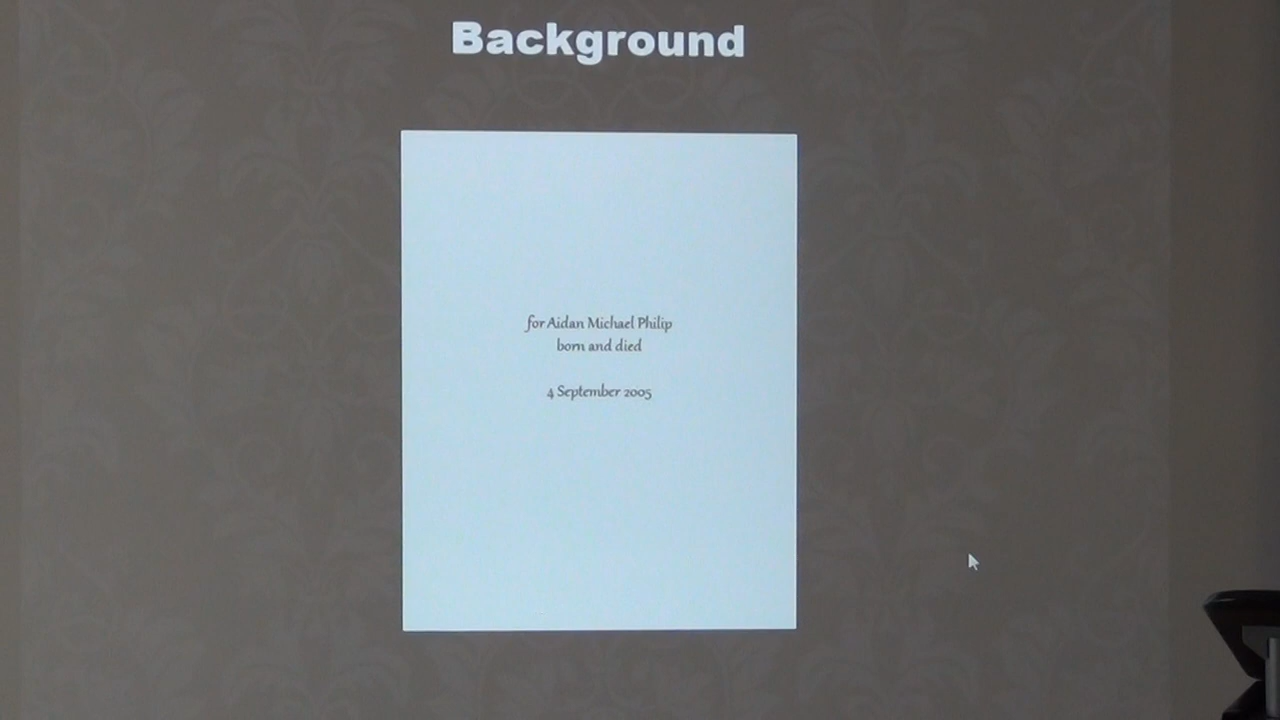 Background
for Aidan Michael Philip
born and died
4 September 2005